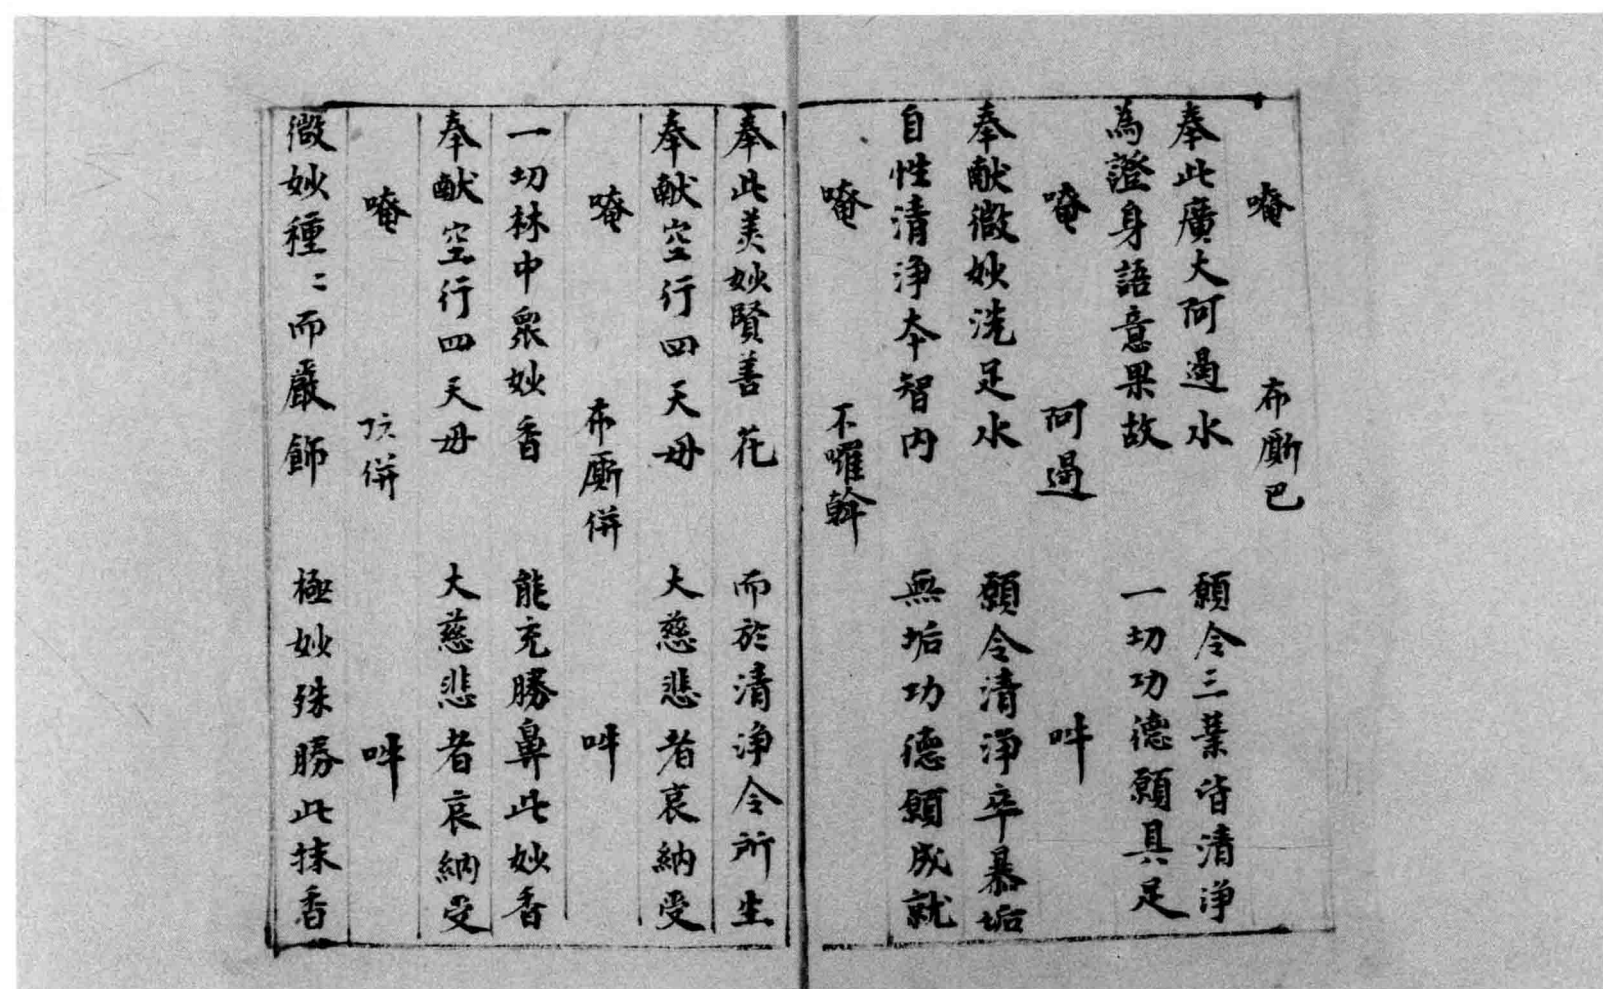 唵 布廝巴
奉此廣大阿遏水 願令三業皆清淨
為證身語意果故 一切功德願具足
唵 阿遏 吽
奉献微妙洗足水 願令清淨卒暴垢
自性清淨本智内 無垢功德願成就
唵 不囉斡
奉此美妙賢善花 而於清淨令所生
奉献空行四天母 大慈悲者哀納受
唵 布廝併 吽
一切林中衆妙香 能充勝鼻此妙香
奉献空行四天母 大慈悲者哀納受
唵 併 吽
微妙種〻而嚴飾 極妙殊勝此抹香